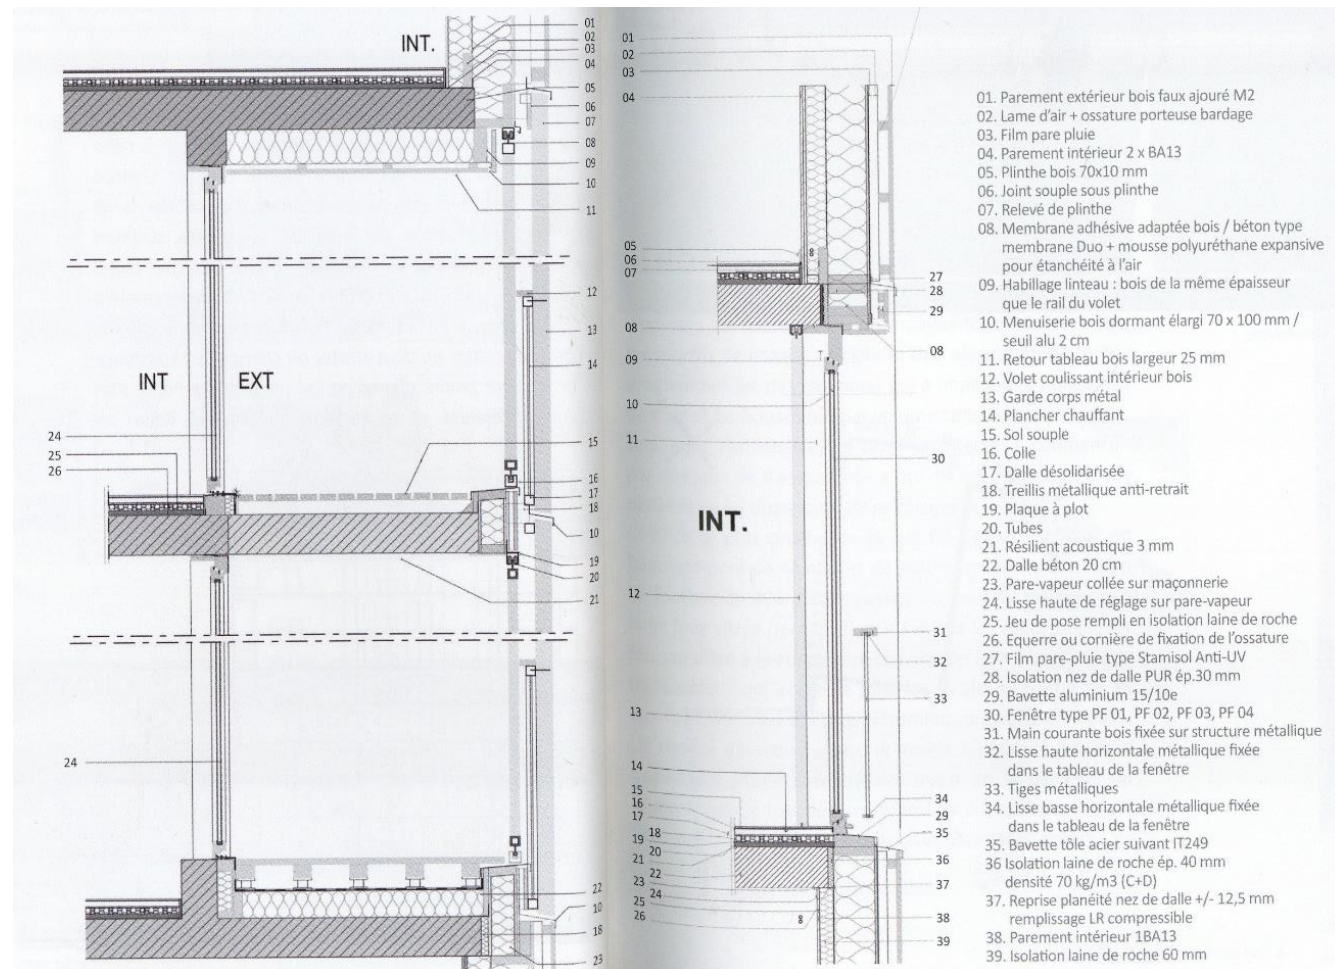 INT.
01
02
03
04
05
06
07
08
09
10
11
12
13
14
INT
EXT
24
25
26
15
16
17
18
10
19
20
21
24
22
10
18
23
01
02
03
04
05
06
07
27
28
29
08
08
09
10
11
30
INT.
12
31
32
33
13
14
15
16
17
18
19
20
21
22
23
24
25
26
34
29
35
36
37
38
39
01. Parement extérieur bois faux ajouré M2
02. Lame d'air + ossature porteuse bardage
03. Film pare pluie
04. Parement intérieur 2 x BA13
05. Plinthe bois 70x10 mm
06. Joint souple sous plinthe
07. Relevé de plinthe
08. Membrane adhésive adaptée bois / béton type
membrane Duo + mousse polyuréthane expansive
pour étanchéité à l'air
09. Habillage linteau : bois de la même épaisseur
que le rail du volet
10. Menuiserie bois dormant élargi 70 x 100 mm /
seuil alu 2 cm
11. Retour tableau bois largeur 25 mm
12. Volet coulissant intérieur bois
13. Garde corps métal
14. Plancher chauffant
15. Sol souple
16. Colle
17. Dalle désolidarisée
18. Treillis métallique anti-retrait
19. Plaque à plot
20. Tubes
21. Résilient acoustique 3 mm
22. Dalle béton 20 cm
23. Pare-vapeur collée sur maçonnerie
24. Lisse haute de réglage sur pare-vapeur
25. Jeu de pose rempli en isolation laine de roche
26. Equerre ou cornière de fixation de l'ossature
27. Film pare-pluie type Stamisol Anti-UV
28. Isolation nez de dalle PUR ép.30 mm
29. Bavette aluminium 15/10e
30. Fenêtre type PF 01, PF 02, PF 03, PF 04
31. Main courante bois fixée sur structure métallique
32. Lisse haute horizontale métallique fixée
dans le tableau de la fenêtre
33. Tiges métalliques
34. Lisse basse horizontale métallique fixée
dans le tableau de la fenêtre
35. Bavette tôle acier suivant IT249
36 Isolation laine de roche ép. 40 mm
densité 70 kg/m3 (C+D)
37. Reprise planéité nez de dalle +/- 12,5 mm
remplissage LR compressible
38. Parement intérieur 1BA13
39. Isolation laine de roche 60 mm